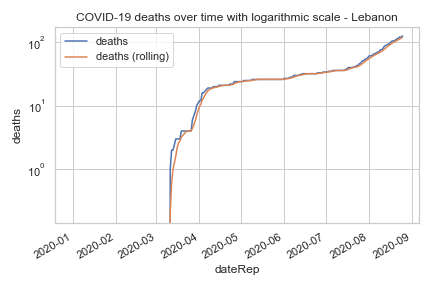 COVID-19 deaths over time with logarithmic scale - Lebanon
deaths
deaths (rolling)
10²
10¹
10⁰
deaths
2020-01
2020-02
2020-03
2020-04
2020-05
2020-06
2020-07
2020-08
2020-09
dateRep